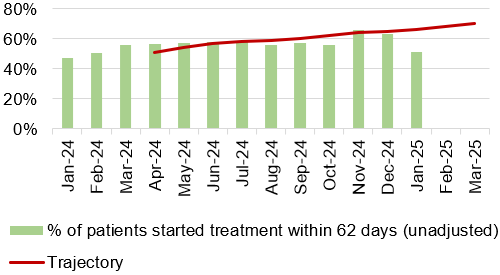 80%
60%
40%
20%
0%
Jan-24
Feb-24
Mar-24
Apr-24
May-24
Jun-24
Jul-24
Aug-24
Sep-24
Oct-24
Nov-24
Dec-24
Jan-25
Feb-25
Mar-25
% of patients started treatment within 62 days (unadjusted)
Trajectory